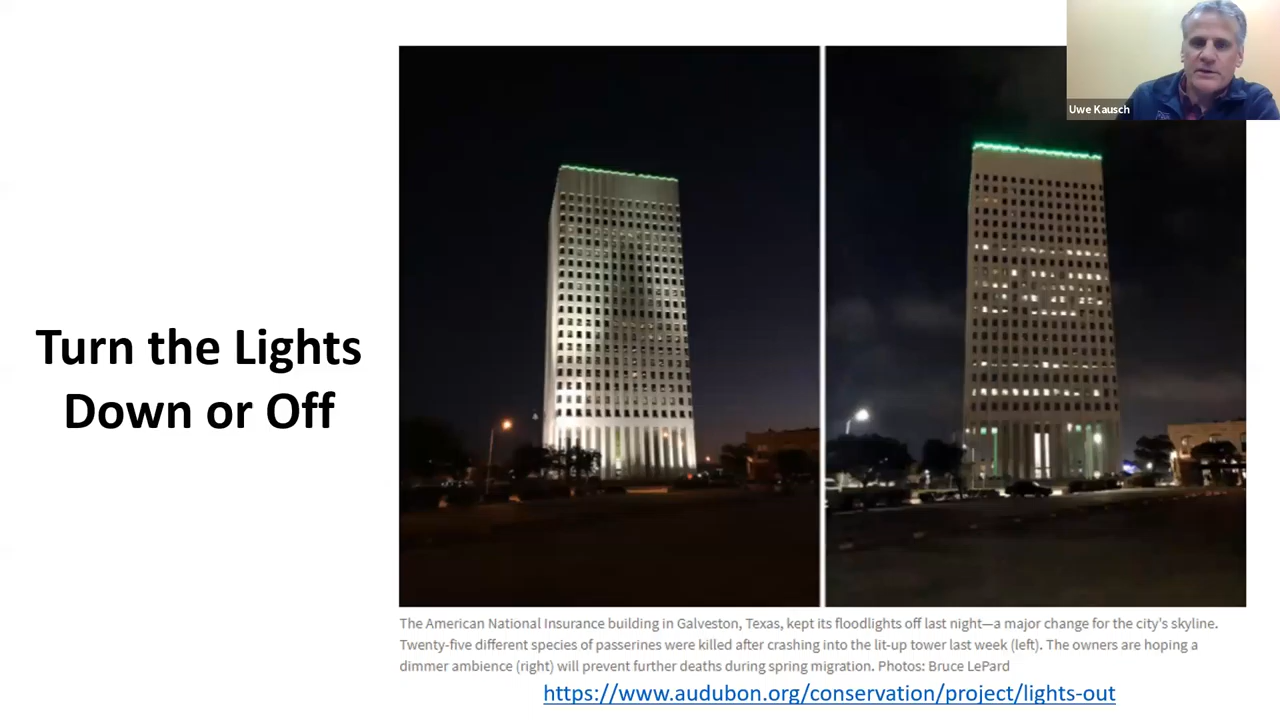 Uwe Kausch
Turn the Lights
Down or Off
The American National Insurance building in Galveston, Texas, kept its floodlights off last night—a major change for the city's skyline.
Twenty-five different species of passerines were killed after crashing into the lit-up tower last week (left). The owners are hoping a
dimmer ambience (right) will prevent further deaths during spring migration. Photos: Bruce LePard
https://www.audubon.org/conservation/project/lights-out